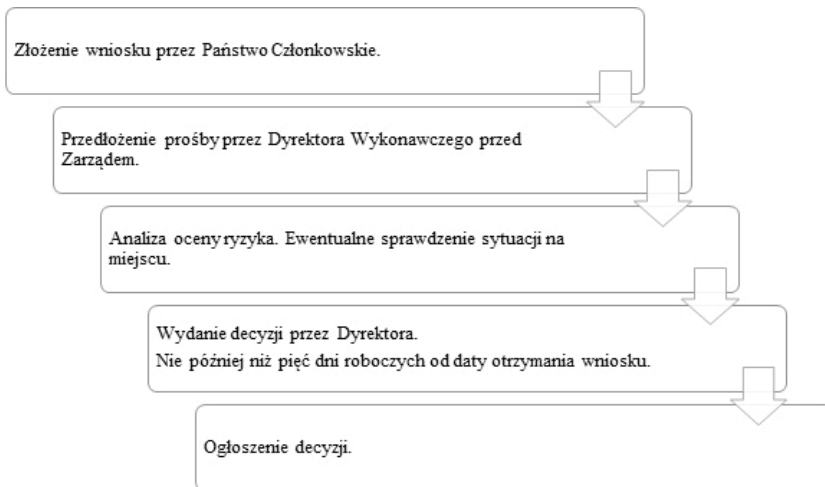 Złożenie wniosku przez Państwo Członkowskie.
Przedłożenie prośby przez Dyrektora Wykonawczego przed
Zarządem.
Analiza oceny ryzyka. Ewentualne sprawdzenie sytuacji na
miejscu.
Wydanie decyzji przez Dyrektora.
Nie później niż pięć dni roboczych od daty otrzymania wniosku.
Ogłoszenie decyzji.